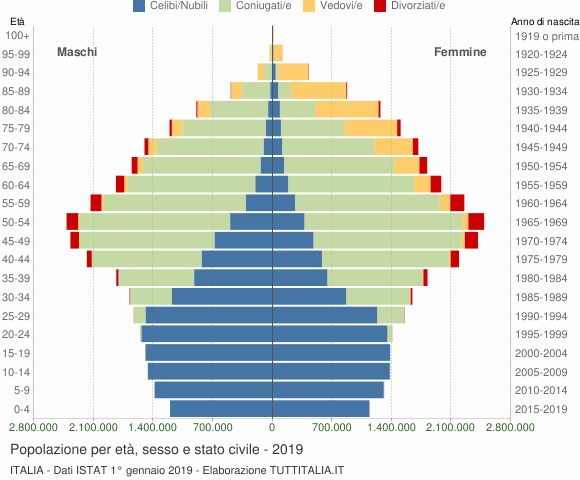 Celibi/Nubili Coniugati/e Vedovi/e Divorziati/e
Età Anno di nascita
Maschi Femmine
100+ 1919 o prima
95-99 1920-1924
90-94 1925-1929
85-89 1930-1934
80-84 1935-1939
75-79 1940-1944
70-74 1945-1949
65-69 1950-1954
60-64 1955-1959
55-59 1960-1964
50-54 1965-1969
45-49 1970-1974
40-44 1975-1979
35-39 1980-1984
30-34 1985-1989
25-29 1990-1994
20-24 1995-1999
15-19 2000-2004
10-14 2005-2009
5-9 2010-2014
0-4 2015-2019
2.800.000 2.100.000 1.400.000 700.000 0 700.000 1.400.000 2.100.000 2.800.000
Popolazione per età, sesso e stato civile - 2019
ITALIA - Dati ISTAT 1° gennaio 2019 - Elaborazione TUTTITALIA.IT